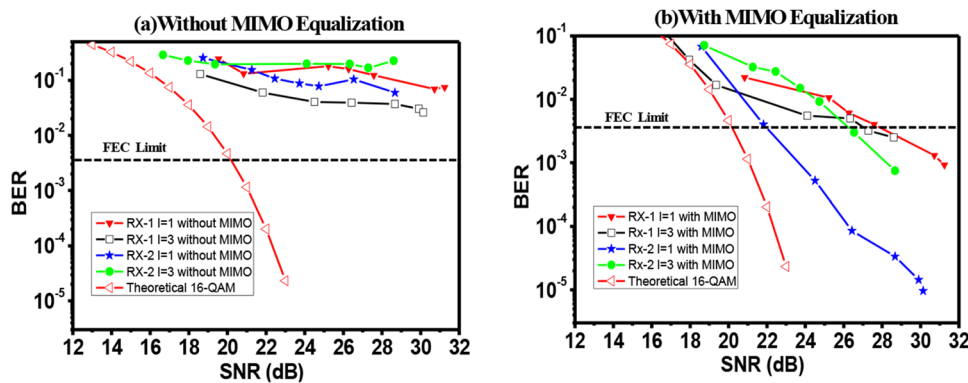 (a)Without MIMO Equalization
10⁻¹
10⁻²
10⁻³
10⁻⁴
10⁻⁵
BER
FEC Limit
RX-1 l=1 without MIMO
RX-1 l=3 without MIMO
RX-2 l=1 without MIMO
RX-2 l=3 without MIMO
Theoretical 16-QAM
12 14 16 18 20 22 24 26 28 30 32
SNR (dB)
(b)With MIMO Equalization
10⁻¹
10⁻²
10⁻³
10⁻⁴
10⁻⁵
BER
FEC Limit
RX-1 l=1 with MIMO
Rx-1 l=3 with MIMO
Rx-2 l=1 with MIMO
Rx-2 l=3 with MIMO
Theoretical 16-QAM
12 14 16 18 20 22 24 26 28 30 32
SNR (dB)